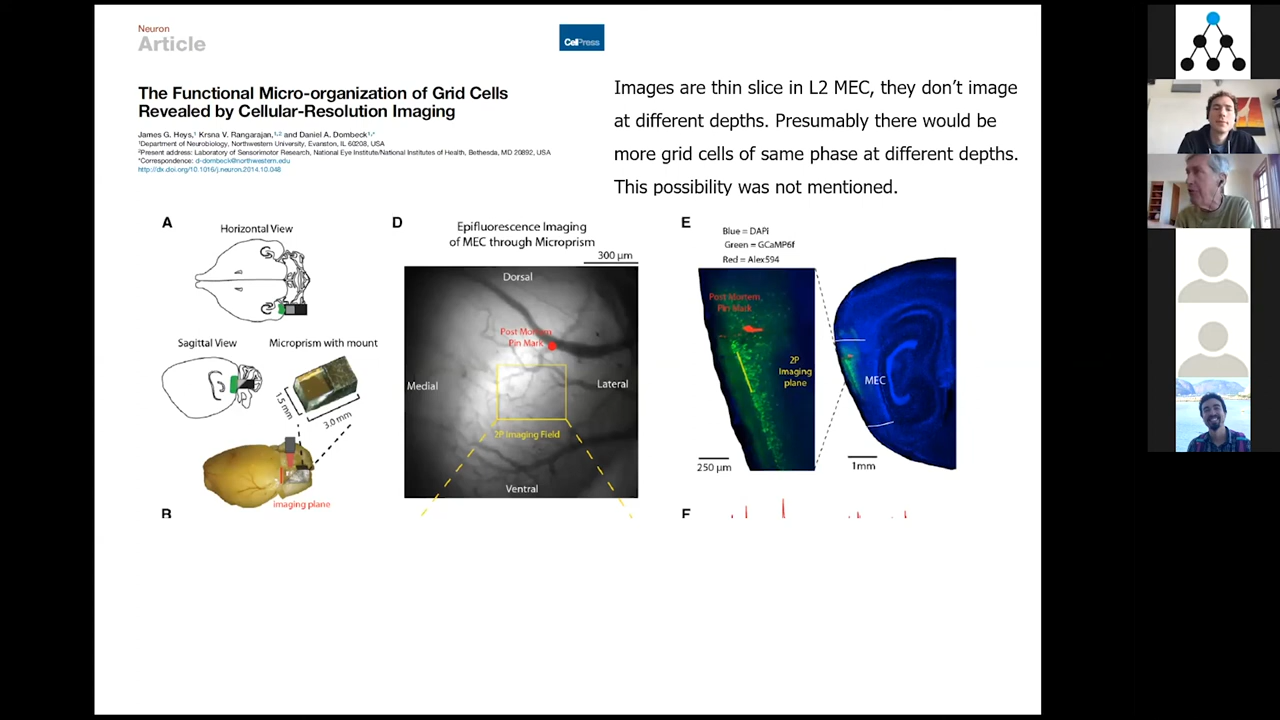 Neuron
Article
CellPress
The Functional Micro-organization of Grid Cells
Revealed by Cellular-Resolution Imaging
James G. Heys,¹ Krsna V. Rangarajan,¹,² and Daniel A. Dombeck¹,*
¹Department of Neurobiology, Northwestern University, Evanston, IL 60208, USA
²Present address: Laboratory of Sensorimotor Research, National Eye Institute/National Institutes of Health, Bethesda, MD 20892, USA
*Correspondence: d-dombeck@northwestern.edu
http://dx.doi.org/10.1016/j.neuron.2014.10.048
Images are thin slice in L2 MEC, they don’t image
at different depths. Presumably there would be
more grid cells of same phase at different depths.
This possibility was not mentioned.
A
Horizontal View
Sagittal View
Microprism with mount
1.5 mm
3.0 mm
imaging plane
B
D
Epifluorescence Imaging
of MEC through Microprism
300 µm
Dorsal
Post Mortem
Pin Mark
Medial
Lateral
2P Imaging Field
Ventral
E
Blue = DAPI
Green = GCaMP6f
Red = Alex594
Post Mortem
Pin Mark
2P
Imaging
plane
MEC
250 µm
1mm
F